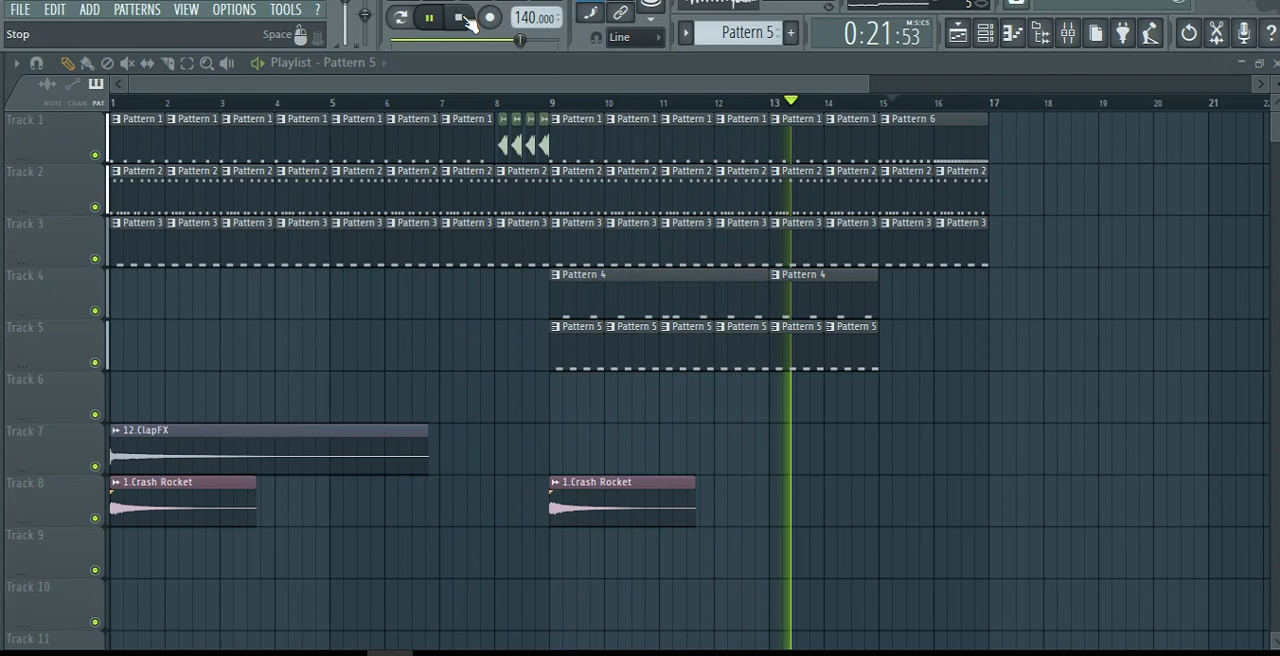 FILE EDIT ADD PATTERNS VIEW OPTIONS TOOLS ? 140.000 5
Stop Space Line Pattern 5 + 0:21:53 M:S:CS ?
Playlist - Pattern 5
NOTE CHAN PAT 1 2 3 4 5 6 7 8 9 10 11 12 13 14 15 16 17 18 19 20 21 22
Track 1 Pattern 1 Pattern 1 Pattern 1 Pattern 1 Pattern 1 Pattern 1 Pattern 1 Pattern 1 Pattern 1 Pattern 1 Pattern 1 Pattern 1 Pattern 1 Pattern 6
...
Track 2 Pattern 2 Pattern 2 Pattern 2 Pattern 2 Pattern 2 Pattern 2 Pattern 2 Pattern 2 Pattern 2 Pattern 2 Pattern 2 Pattern 2 Pattern 2 Pattern 2 Pattern 2 Pattern 2
...
Track 3 Pattern 3 Pattern 3 Pattern 3 Pattern 3 Pattern 3 Pattern 3 Pattern 3 Pattern 3 Pattern 3 Pattern 3 Pattern 3 Pattern 3 Pattern 3 Pattern 3 Pattern 3 Pattern 3
...
Track 4 Pattern 4 Pattern 4
...
Track 5 Pattern 5 Pattern 5 Pattern 5 Pattern 5 Pattern 5 Pattern 5
...
Track 6
...
Track 7 12.ClapFX
...
Track 8 1.Crash Rocket 1.Crash Rocket
...
Track 9
...
Track 10
...
Track 11